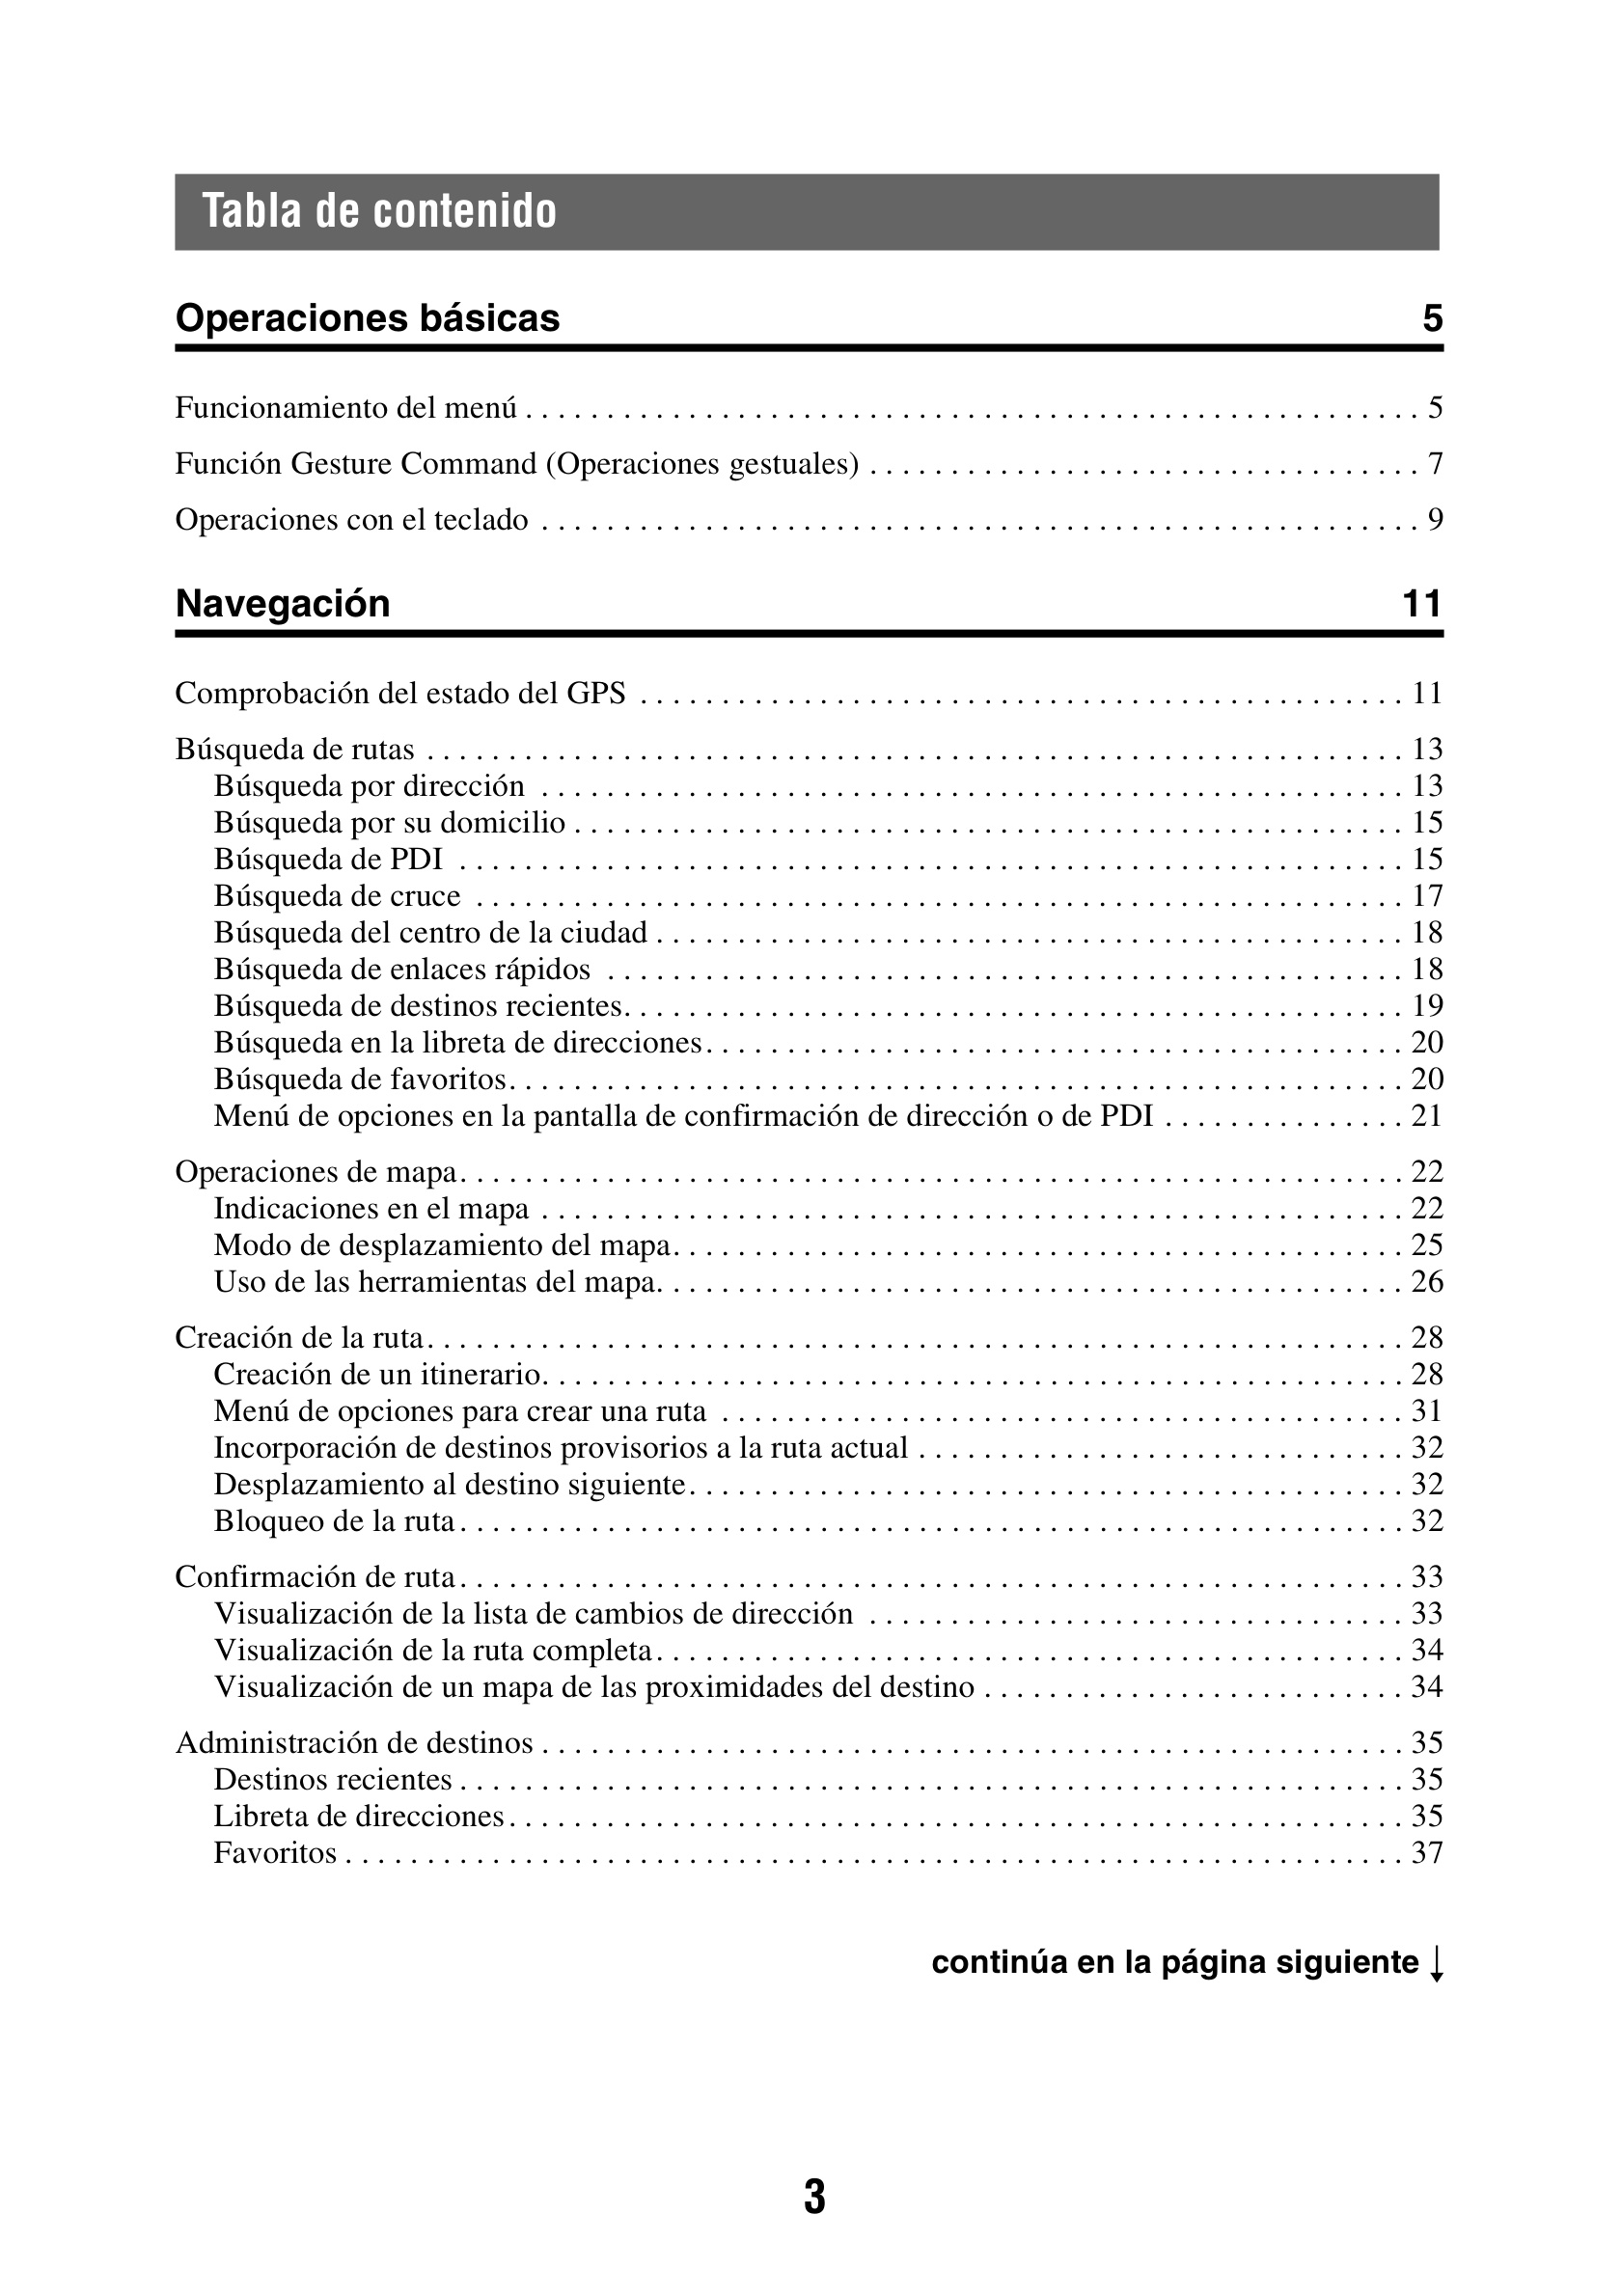 Tabla de contenido
Operaciones básicas 5
Funcionamiento del menú . . . . . . . . . . . . . . . . . . . . . . . . . . . . . . . . . . . . . . . . . . . . . . . . . . . . . . . 5
Función Gesture Command (Operaciones gestuales) . . . . . . . . . . . . . . . . . . . . . . . . . . . . . . . . . . 7
Operaciones con el teclado . . . . . . . . . . . . . . . . . . . . . . . . . . . . . . . . . . . . . . . . . . . . . . . . . . . . . . 9
Navegación 11
Comprobación del estado del GPS . . . . . . . . . . . . . . . . . . . . . . . . . . . . . . . . . . . . . . . . . . . . . . . 11
Búsqueda de rutas . . . . . . . . . . . . . . . . . . . . . . . . . . . . . . . . . . . . . . . . . . . . . . . . . . . . . . . . . . . . 13
Búsqueda por dirección . . . . . . . . . . . . . . . . . . . . . . . . . . . . . . . . . . . . . . . . . . . . . . . . . . . . . 13
Búsqueda por su domicilio . . . . . . . . . . . . . . . . . . . . . . . . . . . . . . . . . . . . . . . . . . . . . . . . . . . 15
Búsqueda de PDI . . . . . . . . . . . . . . . . . . . . . . . . . . . . . . . . . . . . . . . . . . . . . . . . . . . . . . . . . . 15
Búsqueda de cruce . . . . . . . . . . . . . . . . . . . . . . . . . . . . . . . . . . . . . . . . . . . . . . . . . . . . . . . . . 17
Búsqueda del centro de la ciudad . . . . . . . . . . . . . . . . . . . . . . . . . . . . . . . . . . . . . . . . . . . . . . 18
Búsqueda de enlaces rápidos . . . . . . . . . . . . . . . . . . . . . . . . . . . . . . . . . . . . . . . . . . . . . . . . . 18
Búsqueda de destinos recientes. . . . . . . . . . . . . . . . . . . . . . . . . . . . . . . . . . . . . . . . . . . . . . . . 19
Búsqueda en la libreta de direcciones. . . . . . . . . . . . . . . . . . . . . . . . . . . . . . . . . . . . . . . . . . . 20
Búsqueda de favoritos. . . . . . . . . . . . . . . . . . . . . . . . . . . . . . . . . . . . . . . . . . . . . . . . . . . . . . . 20
Menú de opciones en la pantalla de confirmación de dirección o de PDI . . . . . . . . . . . . . . . 21
Operaciones de mapa. . . . . . . . . . . . . . . . . . . . . . . . . . . . . . . . . . . . . . . . . . . . . . . . . . . . . . . . . . 22
Indicaciones en el mapa . . . . . . . . . . . . . . . . . . . . . . . . . . . . . . . . . . . . . . . . . . . . . . . . . . . . . 22
Modo de desplazamiento del mapa. . . . . . . . . . . . . . . . . . . . . . . . . . . . . . . . . . . . . . . . . . . . . 25
Uso de las herramientas del mapa. . . . . . . . . . . . . . . . . . . . . . . . . . . . . . . . . . . . . . . . . . . . . . 26
Creación de la ruta. . . . . . . . . . . . . . . . . . . . . . . . . . . . . . . . . . . . . . . . . . . . . . . . . . . . . . . . . . . . 28
Creación de un itinerario. . . . . . . . . . . . . . . . . . . . . . . . . . . . . . . . . . . . . . . . . . . . . . . . . . . . . 28
Menú de opciones para crear una ruta . . . . . . . . . . . . . . . . . . . . . . . . . . . . . . . . . . . . . . . . . . 31
Incorporación de destinos provisorios a la ruta actual . . . . . . . . . . . . . . . . . . . . . . . . . . . . . . 32
Desplazamiento al destino siguiente. . . . . . . . . . . . . . . . . . . . . . . . . . . . . . . . . . . . . . . . . . . . 32
Bloqueo de la ruta. . . . . . . . . . . . . . . . . . . . . . . . . . . . . . . . . . . . . . . . . . . . . . . . . . . . . . . . . . 32
Confirmación de ruta. . . . . . . . . . . . . . . . . . . . . . . . . . . . . . . . . . . . . . . . . . . . . . . . . . . . . . . . . . 33
Visualización de la lista de cambios de dirección . . . . . . . . . . . . . . . . . . . . . . . . . . . . . . . . . 33
Visualización de la ruta completa. . . . . . . . . . . . . . . . . . . . . . . . . . . . . . . . . . . . . . . . . . . . . . 34
Visualización de un mapa de las proximidades del destino . . . . . . . . . . . . . . . . . . . . . . . . . . 34
Administración de destinos . . . . . . . . . . . . . . . . . . . . . . . . . . . . . . . . . . . . . . . . . . . . . . . . . . . . . 35
Destinos recientes . . . . . . . . . . . . . . . . . . . . . . . . . . . . . . . . . . . . . . . . . . . . . . . . . . . . . . . . . . 35
Libreta de direcciones. . . . . . . . . . . . . . . . . . . . . . . . . . . . . . . . . . . . . . . . . . . . . . . . . . . . . . . 35
Favoritos . . . . . . . . . . . . . . . . . . . . . . . . . . . . . . . . . . . . . . . . . . . . . . . . . . . . . . . . . . . . . . . . . 37
continúa en la página siguiente ↓
3